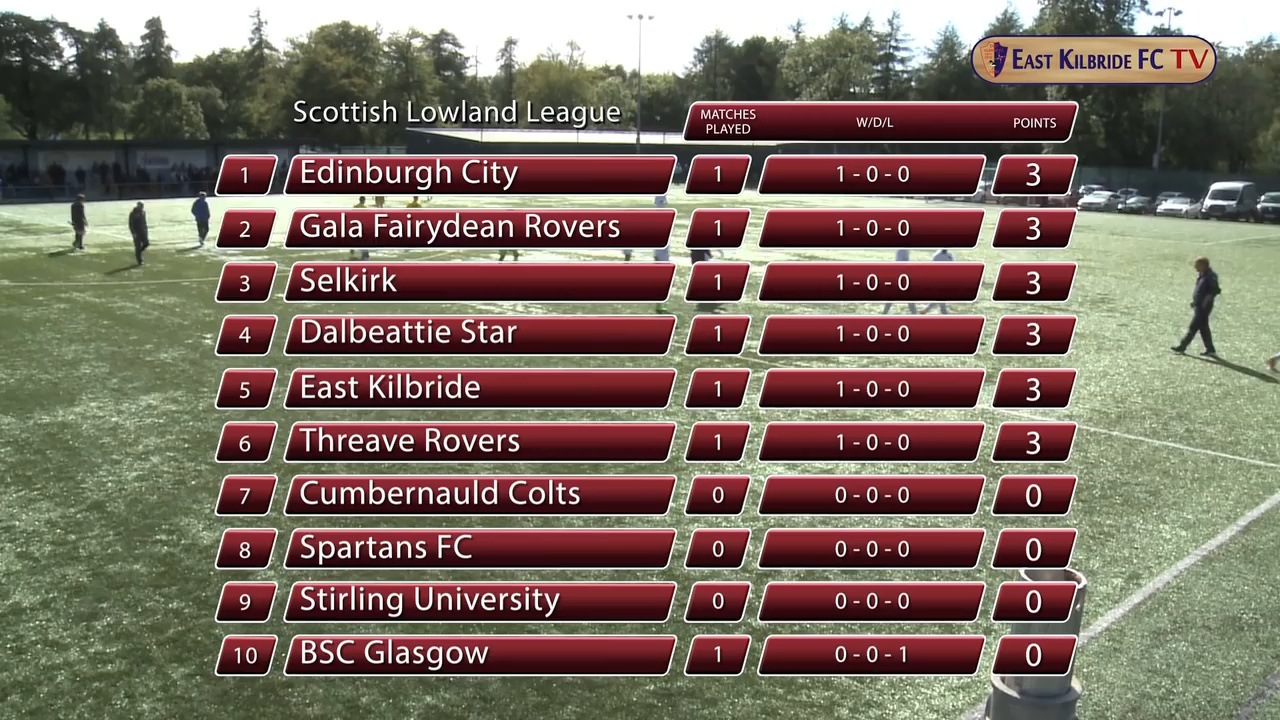 EAST KILBRIDE FC TV
Scottish Lowland League MATCHES PLAYED W/D/L POINTS
1 Edinburgh City 1 1 - 0 - 0 3
2 Gala Fairydean Rovers 1 1 - 0 - 0 3
3 Selkirk 1 1 - 0 - 0 3
4 Dalbeattie Star 1 1 - 0 - 0 3
5 East Kilbride 1 1 - 0 - 0 3
6 Threave Rovers 1 1 - 0 - 0 3
7 Cumbernauld Colts 0 0 - 0 - 0 0
8 Spartans FC 0 0 - 0 - 0 0
9 Stirling University 0 0 - 0 - 0 0
10 BSC Glasgow 1 0 - 0 - 1 0